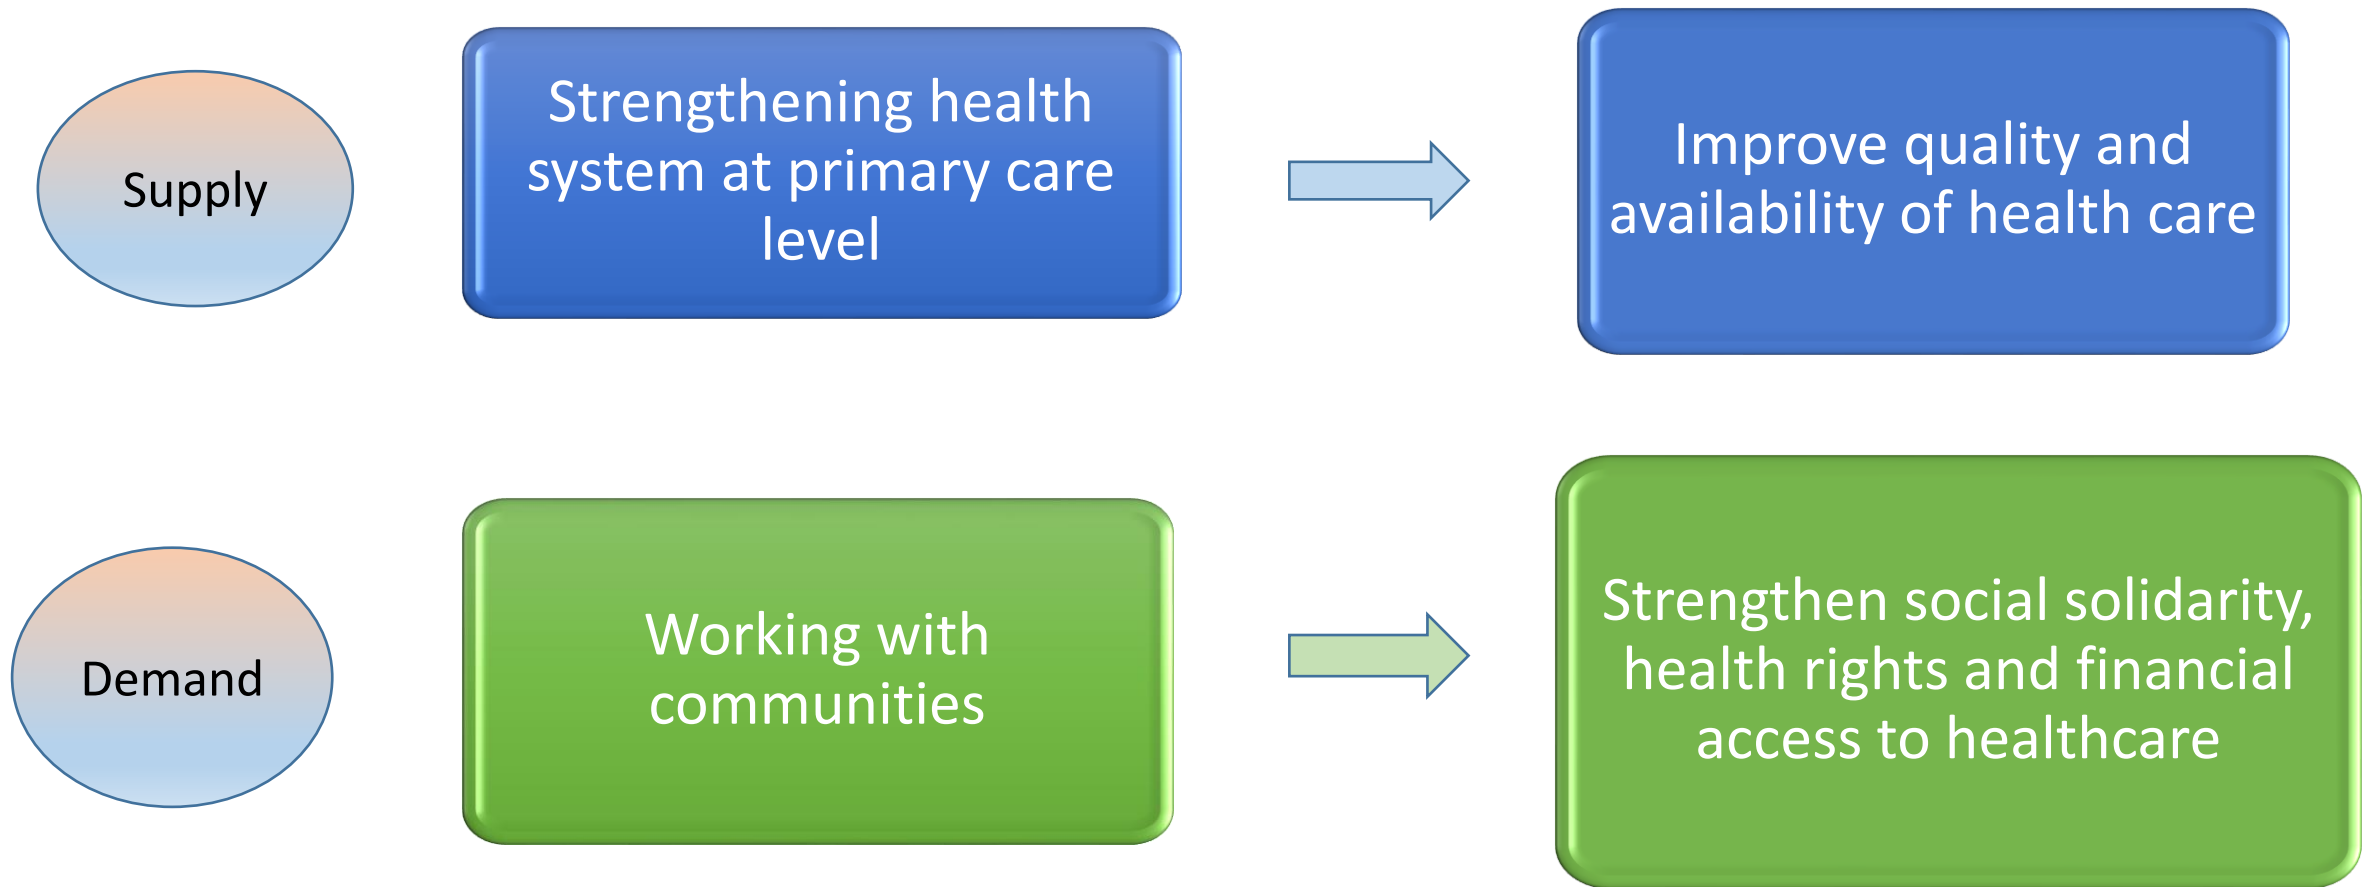 Supply
Strengthening health
system at primary care
level
Improve quality and
availability of health care
Demand
Working with
communities
Strengthen social solidarity,
health rights and financial
access to healthcare